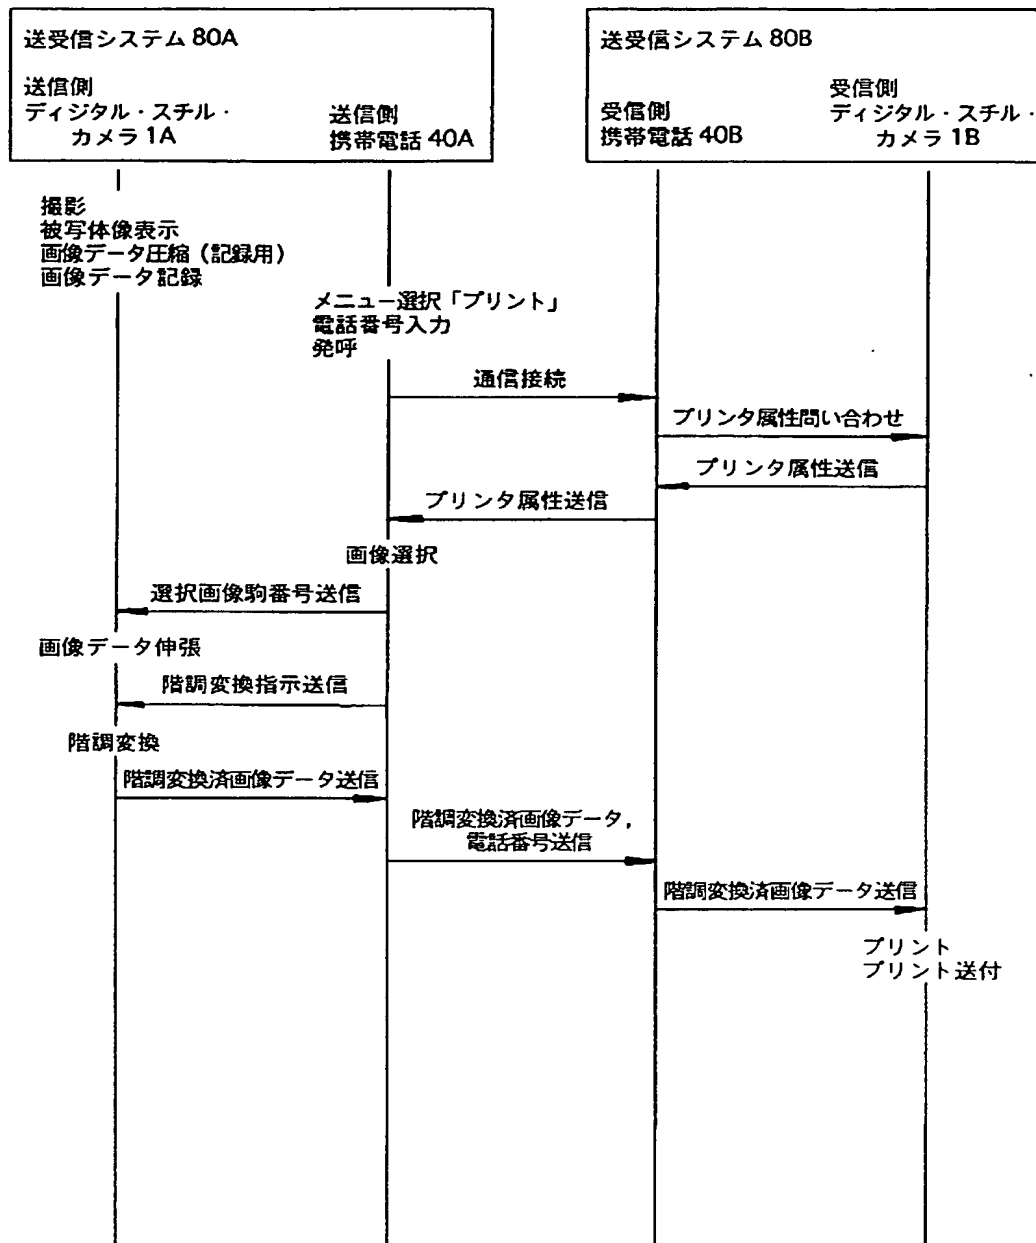 送受信システム 80A
送信側
ディジタル・スチル・
カメラ 1A
送信側
携帯電話 40A
送受信システム 80B
受信側
携帯電話 40B
受信側
ディジタル・スチル・
カメラ 1B
撮影
被写体像表示
画像データ圧縮（記録用）
画像データ記録
メニュー選択「プリント」
電話番号入力
発呼
通信接続
プリンタ属性問い合わせ
プリンタ属性送信
プリンタ属性送信
画像選択
選択画像駒番号送信
画像データ伸張
階調変換指示送信
階調変換
階調変換済画像データ送信
階調変換済画像データ，
電話番号送信
階調変換済画像データ送信
プリント
プリント送付